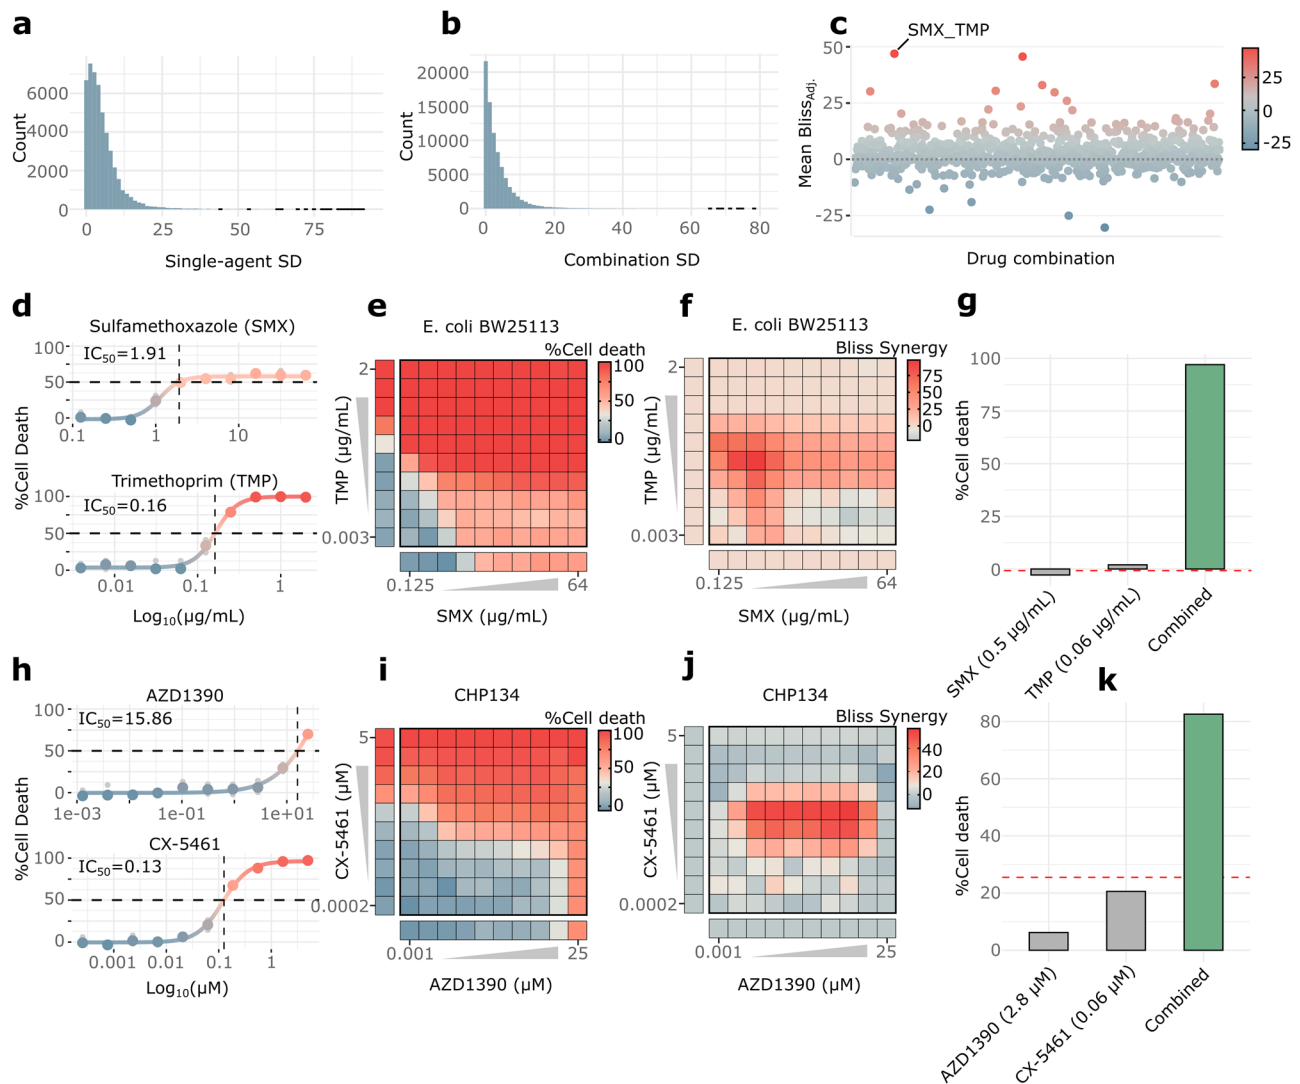 a
6000
4000
2000
0
Count
0
25
50
75
Single-agent SD
b
20000
15000
10000
5000
0
Count
0
20
40
60
80
Combination SD
c
SMX_TMP
50
25
0
-25
Mean BlissAdj.
Drug combination
25
0
-25
d
Sulfamethoxazole (SMX)
IC50=1.91
100
50
0
0.1
1
10
%Cell Death
Trimethoprim (TMP)
IC50=0.16
100
50
0
0.01
0.1
1
Log10(µg/mL)
e
E. coli BW25113
%Cell death
100
50
0
2
TMP (µg/mL)
0.003
0.125
64
SMX (µg/mL)
f
E. coli BW25113
Bliss Synergy
75
50
25
0
2
TMP (µg/mL)
0.003
0.125
64
SMX (µg/mL)
g
100
75
50
25
0
%Cell death
SMX (0.5 µg/mL)
TMP (0.06 µg/mL)
Combined
h
AZD1390
IC50=15.86
100
50
0
1e-03
1e-01
1e+01
%Cell Death
CX-5461
IC50=0.13
100
50
0
0.001
0.01
0.1
1
Log10(µM)
i
CHP134
%Cell death
100
50
0
5
CX-5461 (µM)
0.0002
0.001
25
AZD1390 (µM)
j
CHP134
Bliss Synergy
40
20
0
5
CX-5461 (µM)
0.0002
0.001
25
AZD1390 (µM)
k
80
60
40
20
0
%Cell death
AZD1390 (2.8 µM)
CX-5461 (0.06 µM)
Combined